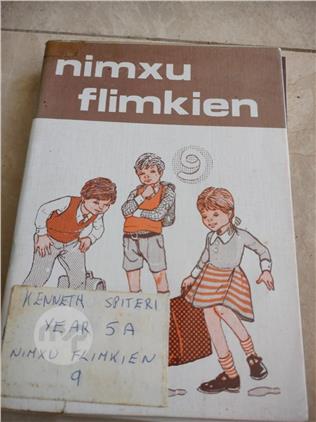 nimxu
flimkien
9
KENNETH SPITERI
YEAR 5A
NIMXU FLIMKIEN
9